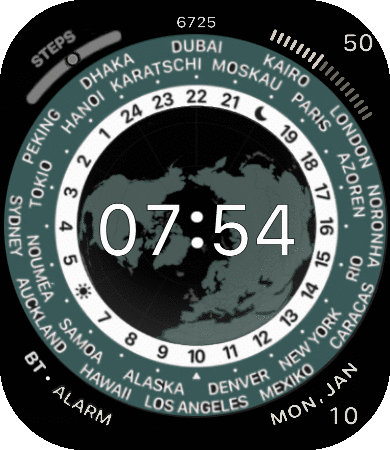 6725
STEPS
50
DUBAI
KAIRO
LONDON
NORONHA
RIO
CARACAS
NEW YORK
MEXIKO
DENVER
LOS ANGELES
ALASKA
HAWAII
SAMOA
AUCKLAND
NOUMÉA
SYDNEY
TOKIO
PEKING
HANOI
DHAKA
KARATSCHI
MOSKAU
PARIS
AZOREN
24 23 22 21
19
18
17
16
15
14
13
12
11
10
9
8
7
5
4
3
2
1
07:54
BT • ALARM
MON, JAN
10